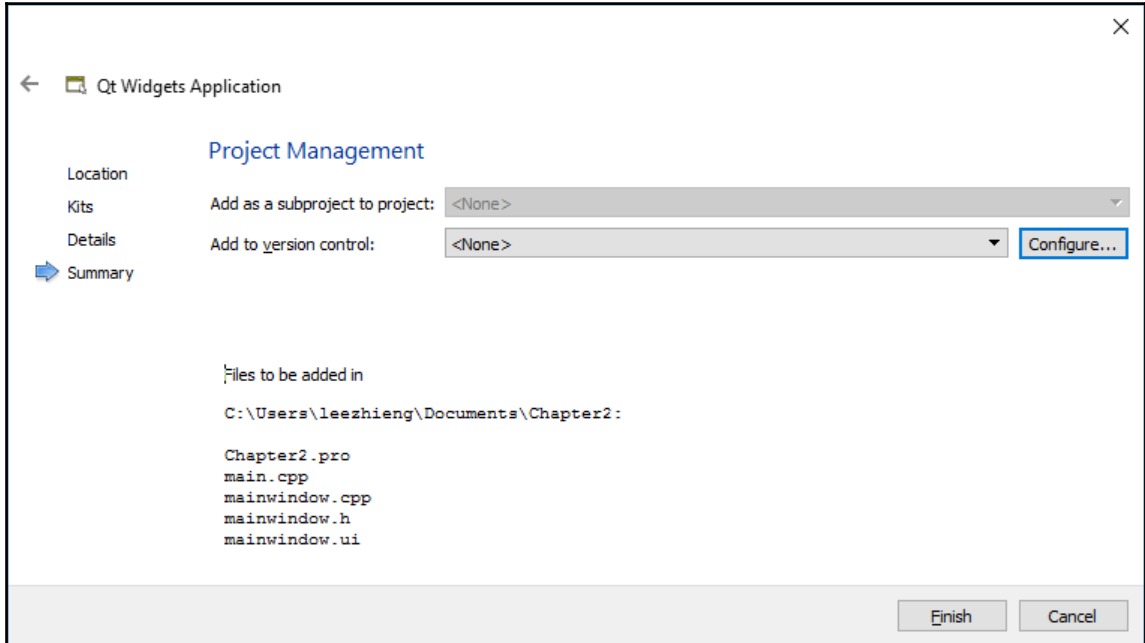 Qt Widgets Application
Project Management
Location
Kits
Details
Summary
Add as a subproject to project: <None>
Add to version control: <None> Configure...
Files to be added in
C:\Users\leezhieng\Documents\Chapter2:
Chapter2.pro
main.cpp
mainwindow.cpp
mainwindow.h
mainwindow.ui
Finish Cancel